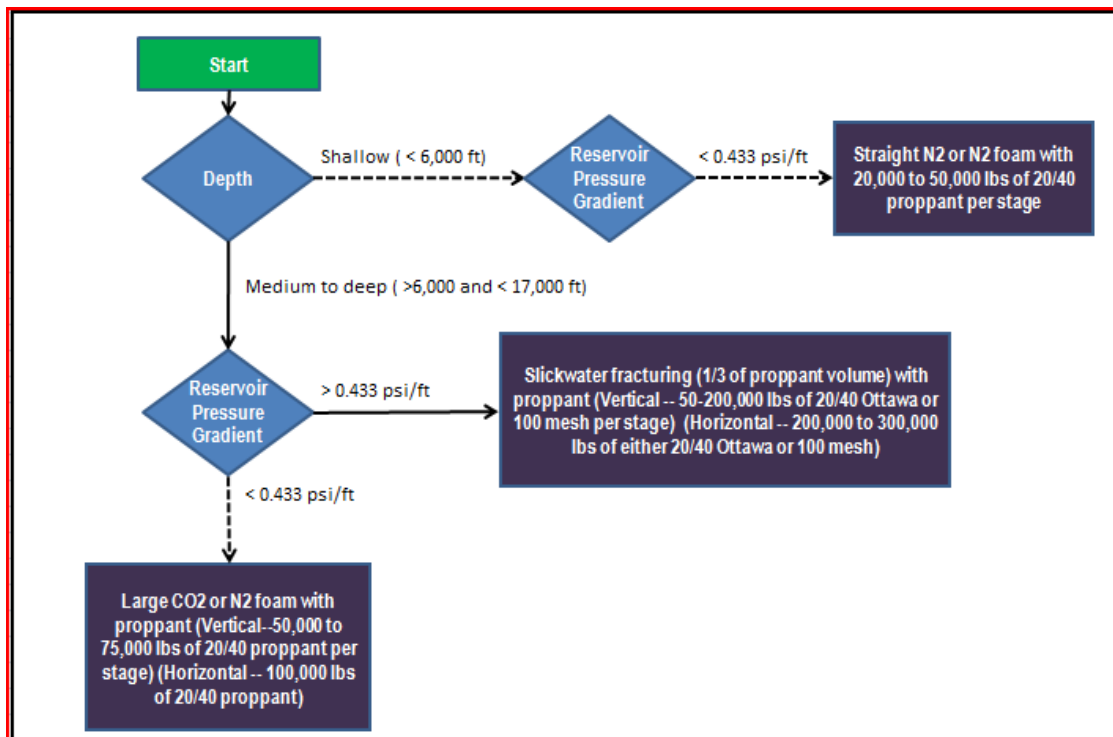 Start
Depth
Shallow ( < 6,000 ft)
Reservoir
Pressure
Gradient
< 0.433 psi/ft
Straight N2 or N2 foam with
20,000 to 50,000 lbs of 20/40
proppant per stage
Medium to deep ( >6,000 and < 17,000 ft)
Reservoir
Pressure
Gradient
> 0.433 psi/ft
Slickwater fracturing (1/3 of proppant volume) with
proppant (Vertical -- 50-200,000 lbs of 20/40 Ottawa or
100 mesh per stage) (Horizontal -- 200,000 to 300,000
lbs of either 20/40 Ottawa or 100 mesh)
< 0.433 psi/ft
Large CO2 or N2 foam with
proppant (Vertical--50,000 to
75,000 lbs of 20/40 proppant per
stage) (Horizontal -- 100,000 lbs
of 20/40 proppant)